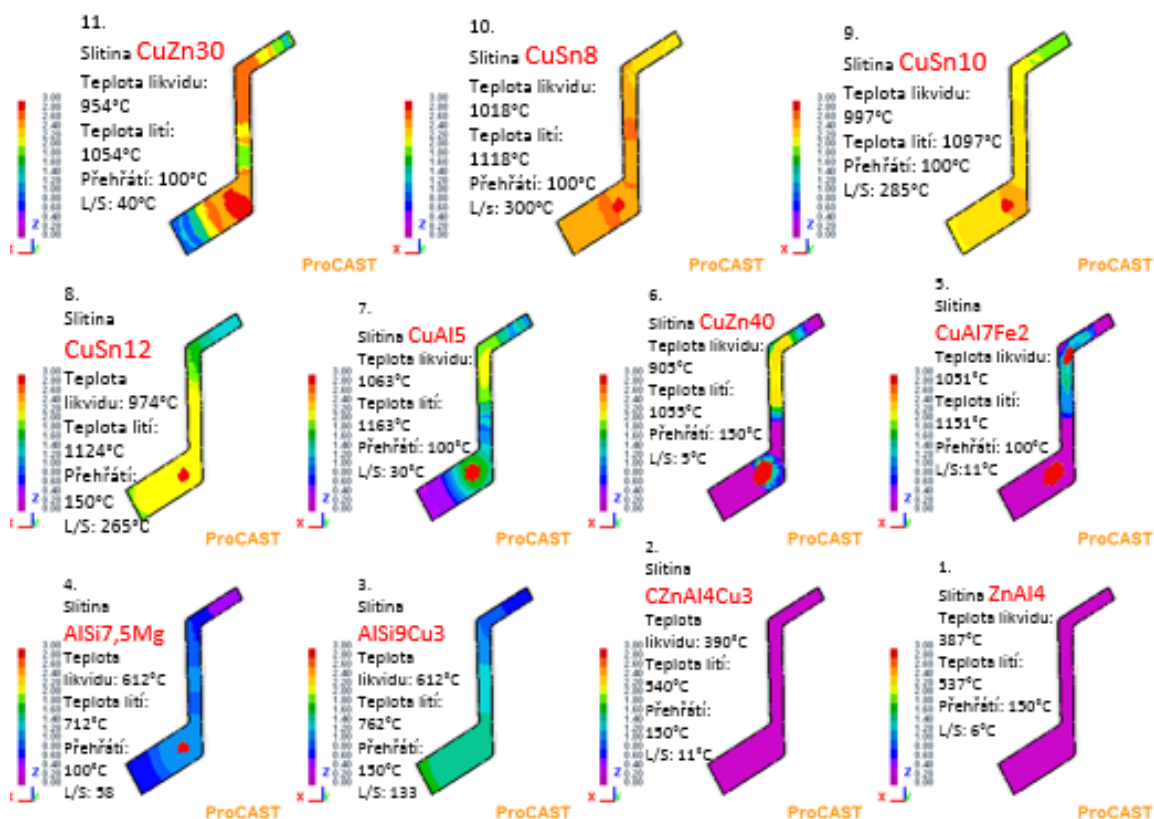 11.
Slitina CuZn30
Teplota likvidu:
954°C
Teplota lití:
1054°C
Přehřátí: 100°C
L/S: 40°C
ProCAST
10.
Slitina CuSn8
Teplota likvidu:
1018°C
Teplota lití:
1118°C
Přehřátí: 100°C
L/s: 300°C
ProCAST
9.
Slitina CuSn10
Teplota likvidu:
997°C
Teplota lití: 1097°C
Přehřátí: 100°C
L/S: 285°C
ProCAST
8.
Slitina
CuSn12
Teplota
likvidu: 974°C
Teplota lití:
1124°C
Přehřátí:
150°C
L/S: 265°C
ProCAST
7.
Slitina CuAl5
Teplota likvidu:
1063°C
Teplota lití:
1163°C
Přehřátí: 100°C
L/S: 30°C
ProCAST
6.
Slitina CuZn40
Teplota likvidu:
905°C
Teplota lití:
1055°C
Přehřátí: 150°C
L/S: 5°C
ProCAST
5.
Slitina
CuAl7Fe2
Teplota likvidu:
1051°C
Teplota lití:
1151°C
Přehřátí: 100°C
L/S:11°C
ProCAST
4.
Slitina
AlSi7,5Mg
Teplota
likvidu: 612°C
Teplota lití:
712°C
Přehřátí:
100°C
L/S: 58
ProCAST
3.
Slitina
AlSi9Cu3
Teplota
likvidu: 612°C
Teplota lití:
762°C
Přehřátí:
150°C
L/S: 133
ProCAST
2.
Slitina
CZnAl4Cu3
Teplota
likvidu: 390°C
Teplota lití:
540°C
Přehřátí:
150°C
L/S: 11°C
ProCAST
1.
Slitina ZnAl4
Teplota likvidu:
387°C
Teplota lití:
537°C
Přehřátí: 150°C
L/S: 6°C
ProCAST